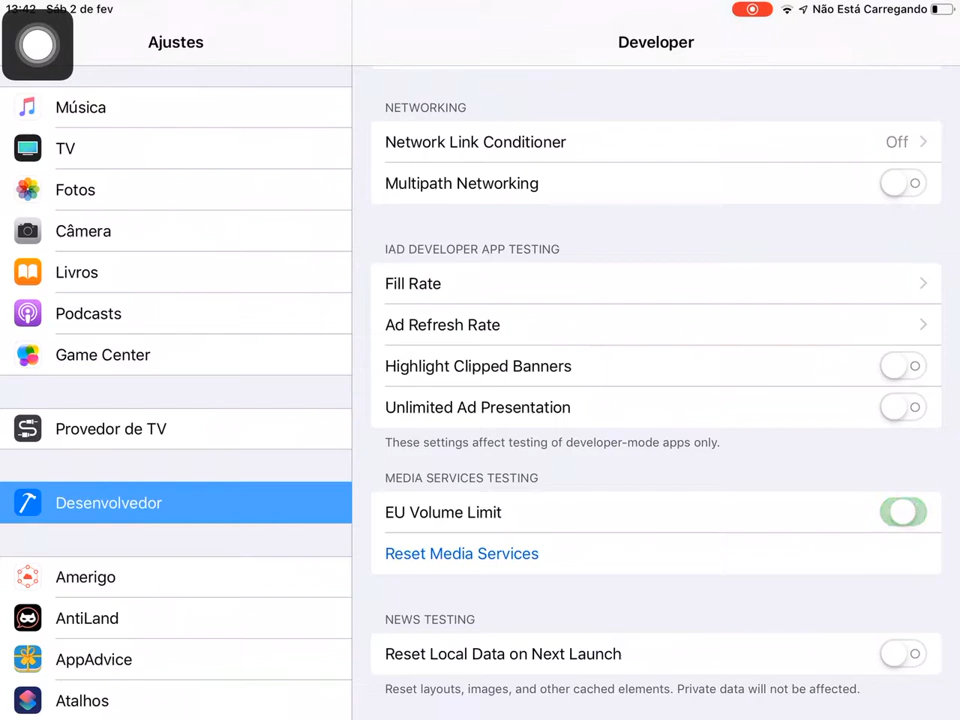 13:42 Sáb 2 de fev
Não Está Carregando
Ajustes
Música
TV
Fotos
Câmera
Livros
Podcasts
Game Center
Provedor de TV
Desenvolvedor
Amerigo
AntiLand
AppAdvice
Atalhos
Developer
NETWORKING
Network Link Conditioner Off
Multipath Networking
IAD DEVELOPER APP TESTING
Fill Rate
Ad Refresh Rate
Highlight Clipped Banners
Unlimited Ad Presentation
These settings affect testing of developer-mode apps only.
MEDIA SERVICES TESTING
EU Volume Limit
Reset Media Services
NEWS TESTING
Reset Local Data on Next Launch
Reset layouts, images, and other cached elements. Private data will not be affected.